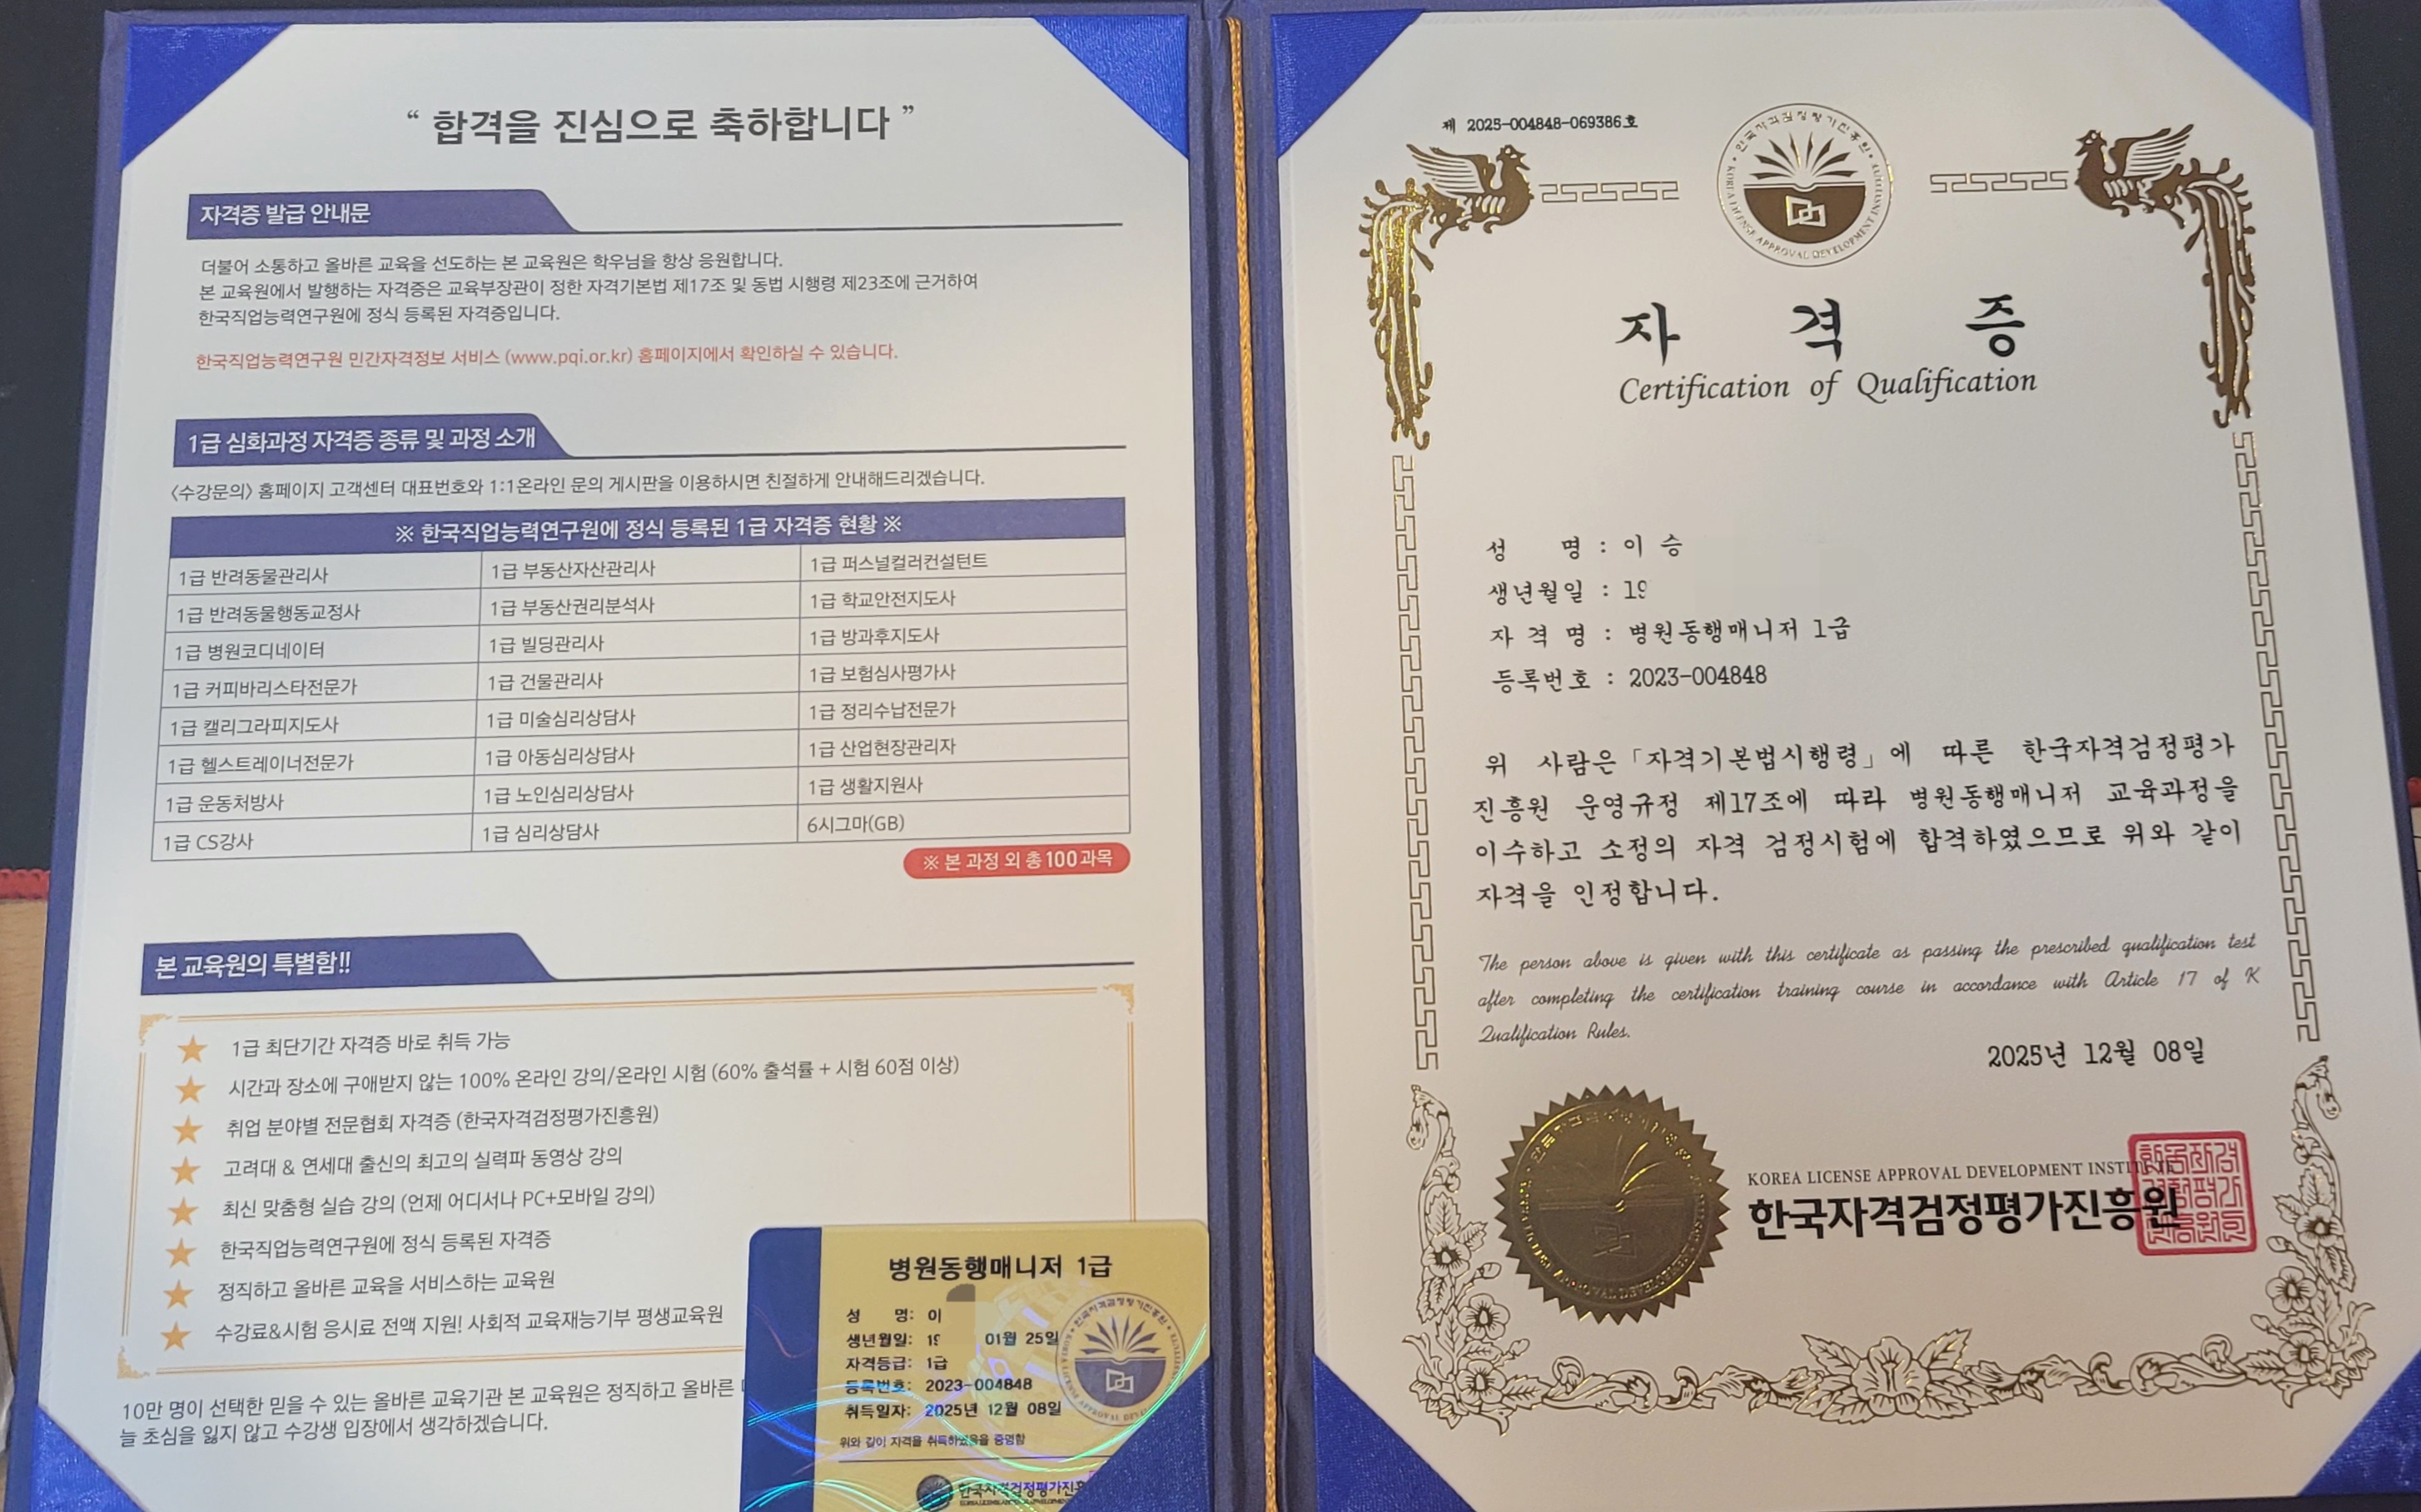 “ 합격을 진심으로 축하합니다 ”
자격증 발급 안내문
더불어 소통하고 올바른 교육을 선도하는 본 교육원은 학우님을 항상 응원합니다.
본 교육원에서 발행하는 자격증은 교육부장관이 정한 자격기본법 제17조 및 동법 시행령 제23조에 근거하여
한국직업능력연구원에 정식 등록된 자격증입니다.
한국직업능력연구원 민간자격정보 서비스 (www.pqi.or.kr) 홈페이지에서 확인하실 수 있습니다.
1급 심화과정 자격증 종류 및 과정 소개
〈수강문의〉 홈페이지 고객센터 대표번호와 1:1온라인 문의 게시판을 이용하시면 친절하게 안내해드리겠습니다.
※ 한국직업능력연구원에 정식 등록된 1급 자격증 현황 ※
1급 반려동물관리사 1급 부동산자산관리사 1급 퍼스널컬러컨설턴트
1급 반려동물행동교정사 1급 부동산권리분석사 1급 학교안전지도사
1급 병원코디네이터 1급 빌딩관리사 1급 방과후지도사
1급 커피바리스타전문가 1급 건물관리사 1급 보험심사평가사
1급 캘리그라피지도사 1급 미술심리상담사 1급 정리수납전문가
1급 헬스트레이너전문가 1급 아동심리상담사 1급 산업현장관리자
1급 운동처방사 1급 노인심리상담사 1급 생활지원사
1급 CS강사 1급 심리상담사 6시그마(GB)
※ 본 과정 외 총 100과목
본 교육원의 특별함!!
1급 최단기간 자격증 바로 취득 가능
시간과 장소에 구애받지 않는 100% 온라인 강의/온라인 시험 (60% 출석률 + 시험 60점 이상)
취업 분야별 전문협회 자격증 (한국자격검정평가진흥원)
고려대 & 연세대 출신의 최고의 실력파 동영상 강의
최신 맞춤형 실습 강의 (언제 어디서나 PC+모바일 강의)
한국직업능력연구원에 정식 등록된 자격증
정직하고 올바른 교육을 서비스하는 교육원
수강료&시험 응시료 전액 지원! 사회적 교육재능기부 평생교육원
10만 명이 선택한 믿을 수 있는 올바른 교육기관 본 교육원은 정직하고 올바른
늘 초심을 잃지 않고 수강생 입장에서 생각하겠습니다.
병원동행매니저 1급
성 명: 이
생년월일: 19 01월 25일
자격등급: 1급
등록번호: 2023-004848
취득일자: 2025년 12월 08일
위와 같이 자격을 취득하였음을 증명함
한국자격검정평가진흥
제 2025-004848-069386호
한국자격검정평가진흥원
KOREA LICENSE APPROVAL DEVELOPMENT INSTITUTE
자 격 증
Certification of Qualification
성 명 : 이 승
생년월일 : 19
자 격 명 : 병원동행매니저 1급
등록번호 : 2023-004848
위 사람은「자격기본법시행령」에 따른 한국자격검정평가
진흥원 운영규정 제17조에 따라 병원동행매니저 교육과정을
이수하고 소정의 자격 검정시험에 합격하였으므로 위와 같이
자격을 인정합니다.
The person above is given with this certificate as passing the prescribed qualification test
after completing the certification training course in accordance with Article 17 of K
Qualification Rules.
2025년 12월 08일
KOREA LICENSE APPROVAL DEVELOPMENT INSTITUTE
한국자격검정평가진흥원